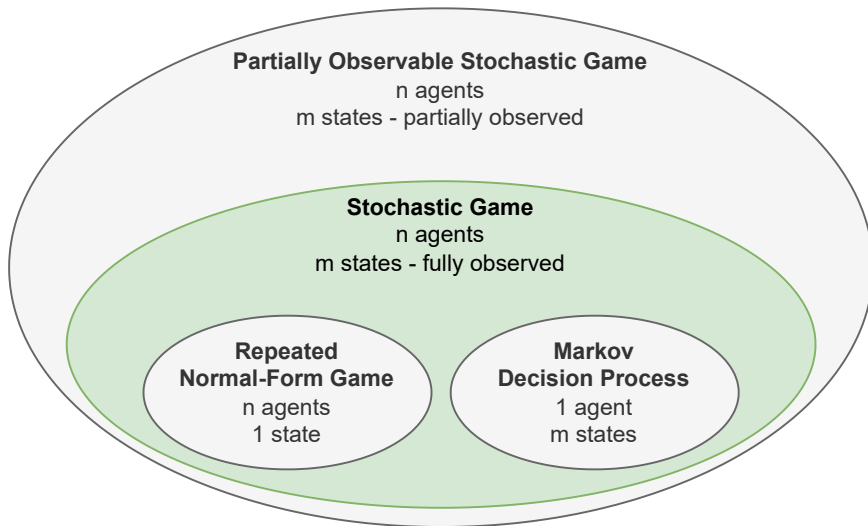 Partially Observable Stochastic Game
n agents
m states - partially observed
Stochastic Game
n agents
m states - fully observed
Repeated
Normal-Form Game
n agents
1 state
Markov
Decision Process
1 agent
m states